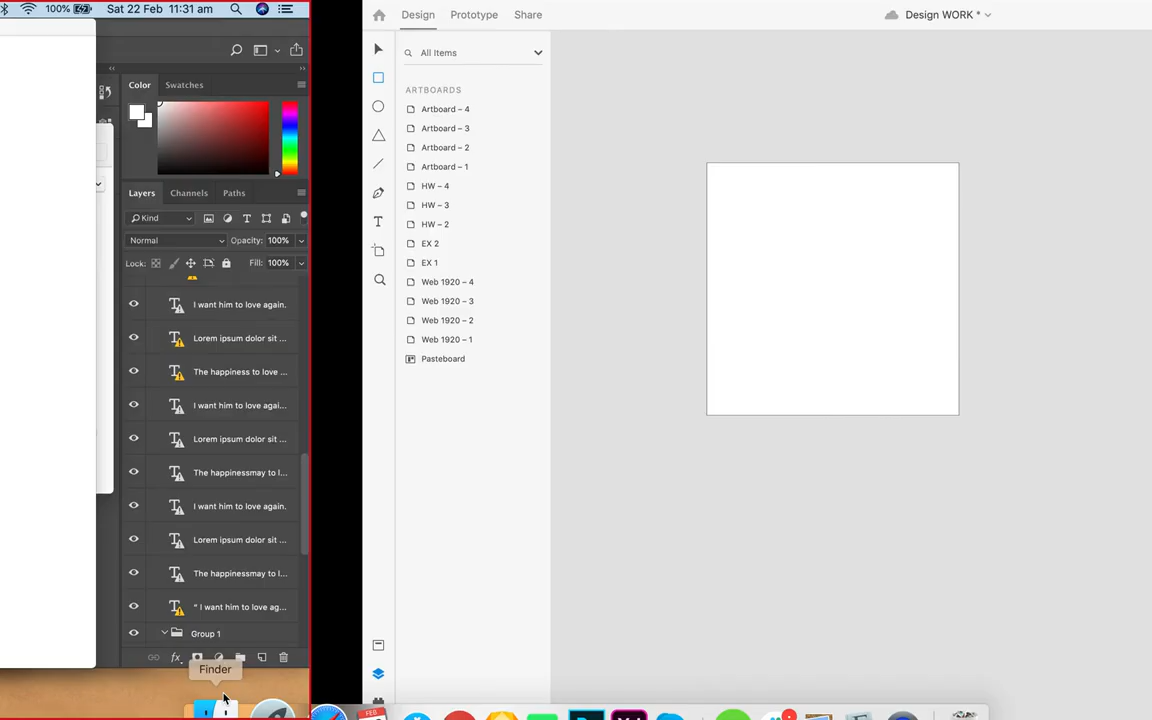 100% Sat 22 Feb 11:31 am
Color Swatches
Layers Channels Paths
Kind
Normal Opacity: 100%
Lock: Fill: 100%
I want him to love again.
Lorem ipsum dolor sit ...
The happiness to love ...
I want him to love agai...
Lorem ipsum dolor sit ...
The happinessmay to l...
I want him to love again.
Lorem ipsum dolor sit ...
The happinessmay to l...
“ I want him to love ag...
Group 1
fx
Finder
FEB
Design Prototype Share
Design WORK *
All Items
ARTBOARDS
Artboard – 4
Artboard – 3
Artboard – 2
Artboard – 1
HW – 4
HW – 3
HW – 2
EX 2
EX 1
Web 1920 – 4
Web 1920 – 3
Web 1920 – 2
Web 1920 – 1
Pasteboard